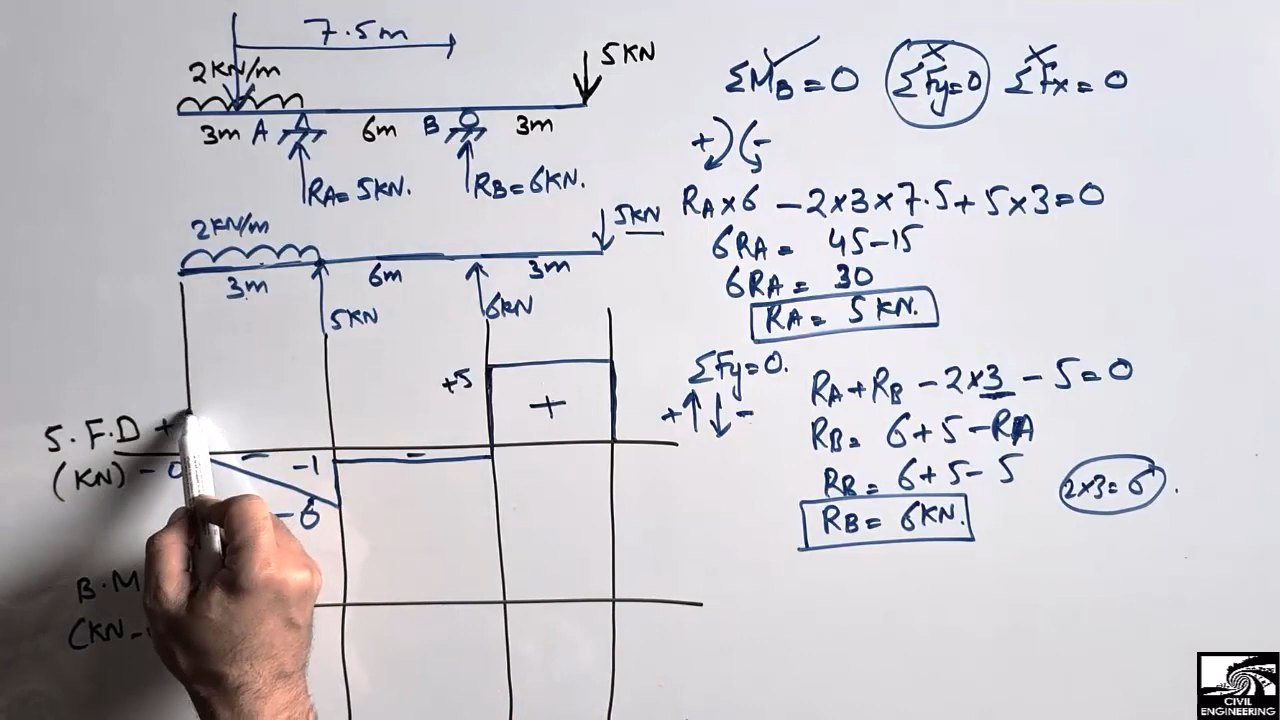 7.5m
5KN
2KN/m
3m A 6m B 3m
RA=5KN. RB=6KN.
2KN/m
5KN
3m 6m 3m
5KN 6KN
+5
+
S.F.D +
(KN) - 0 - -1 -
-6
B.M
(KN-
ΣMB=0 ΣFy=0 ΣFx=0
+ -
RA×6 -2×3×7.5+5×3=0
6RA= 45-15
6RA= 30
RA= 5KN.
ΣFy=0.
+ -
RA+RB-2×3-5=0
RB= 6+5-RA
RB= 6+5-5
RB= 6KN.
2×3=6
CIVIL
ENGINEERING